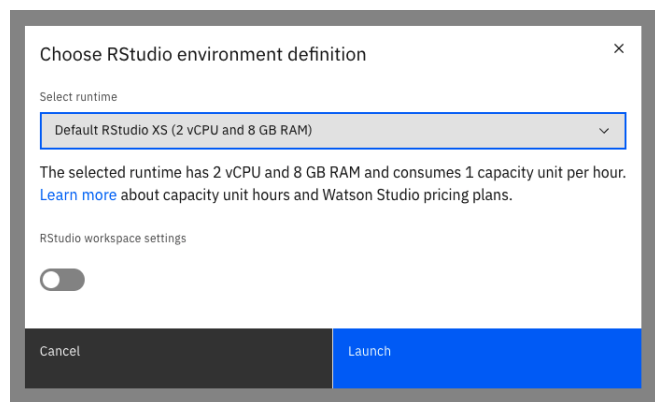 Choose RStudio environment definition
Select runtime
Default RStudio XS (2 vCPU and 8 GB RAM)
The selected runtime has 2 vCPU and 8 GB RAM and consumes 1 capacity unit per hour.
Learn more about capacity unit hours and Watson Studio pricing plans.
RStudio workspace settings
Cancel
Launch